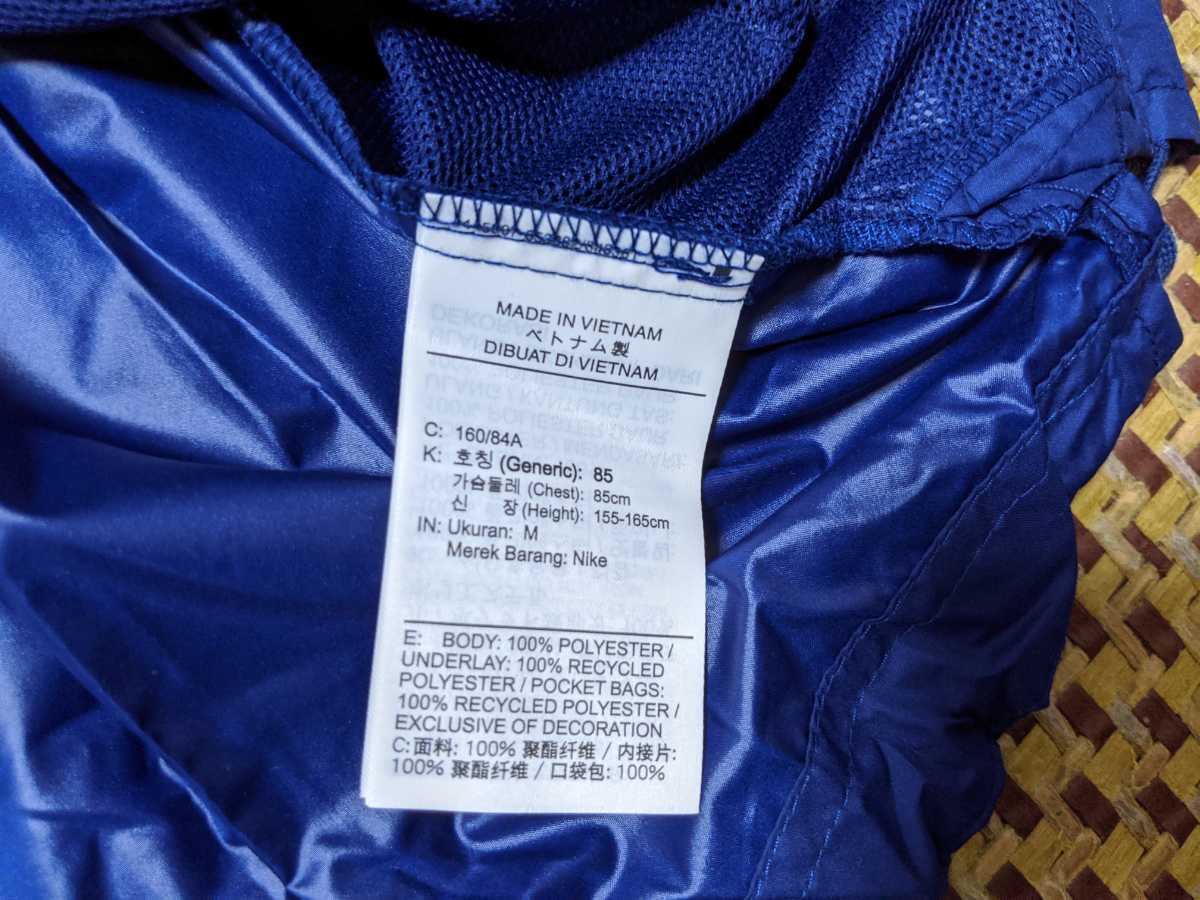 MADE IN VIETNAM
ベトナム製
DIBUAT DI VIETNAM
C: 160/84A
K: 호칭 (Generic): 85
가슴둘레 (Chest): 85cm
신 장 (Height): 155-165cm
IN: Ukuran: M
Merek Barang: Nike
E: BODY: 100% POLYESTER /
UNDERLAY: 100% RECYCLED
POLYESTER / POCKET BAGS:
100% RECYCLED POLYESTER /
EXCLUSIVE OF DECORATION
C: 面料: 100% 聚酯纤维 / 内接片:
100% 聚酯纤维 / 口袋包: 100%